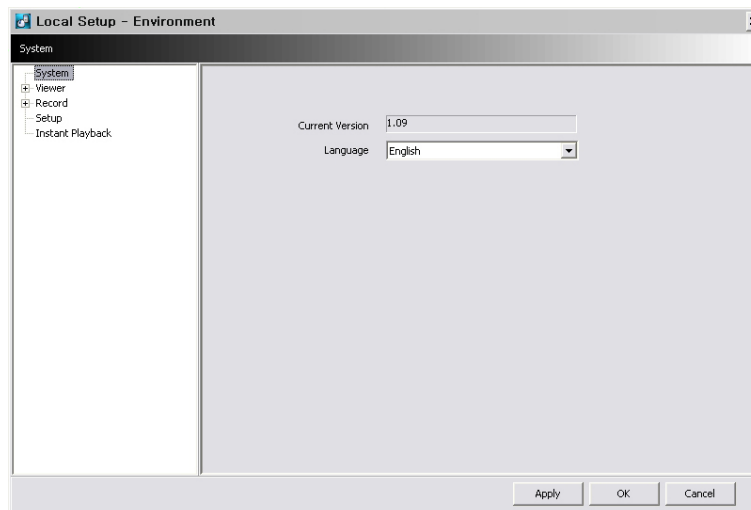 Local Setup - Environment
System
System
Viewer
Record
Setup
Instant Playback
Current Version 1.09
Language English
Apply OK Cancel